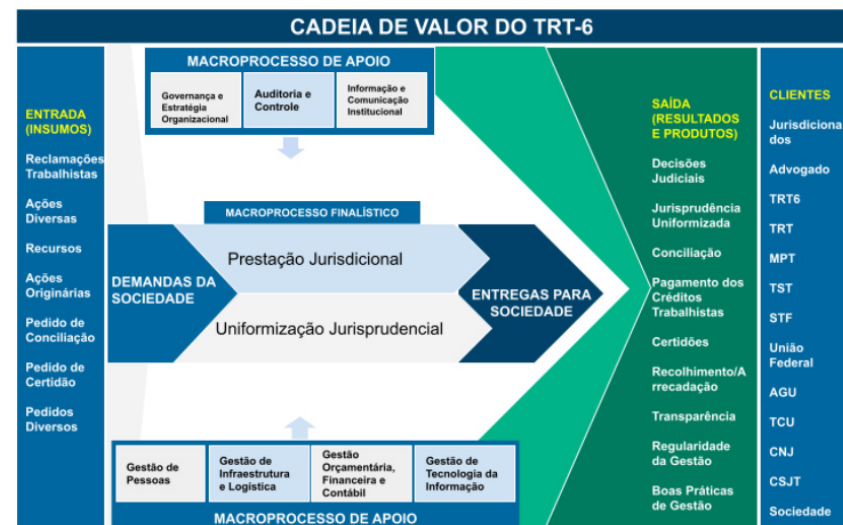 CADEIA DE VALOR DO TRT-6
ENTRADA
(INSUMOS)
Reclamações
Trabalhistas
Ações
Diversas
Recursos
Ações
Originárias
Pedido de
Conciliação
Pedido de
Certidão
Pedidos
Diversos
MACROPROCESSO DE APOIO
Governança e
Estratégia
Organizacional
Auditoria e
Controle
Informação e
Comunicação
Institucional
MACROPROCESSO FINALÍSTICO
DEMANDAS DA
SOCIEDADE
Prestação Jurisdicional
Uniformização Jurisprudencial
ENTREGAS PARA
SOCIEDADE
Gestão de
Pessoas
Gestão de
Infraestrutura
e Logística
Gestão
Orçamentária,
Financeira e
Contábil
Gestão de
Tecnologia da
Informação
MACROPROCESSO DE APOIO
SAÍDA
(RESULTADOS
E PRODUTOS)
Decisões
Judiciais
Jurisprudência
Uniformizada
Conciliação
Pagamento dos
Créditos
Trabalhistas
Certidões
Recolhimento/A
rrecadação
Transparência
Regularidade
da Gestão
Boas Práticas
de Gestão
CLIENTES
Jurisdiciona
dos
Advogado
TRT6
TRT
MPT
TST
STF
União
Federal
AGU
TCU
CNJ
CSJT
Sociedade